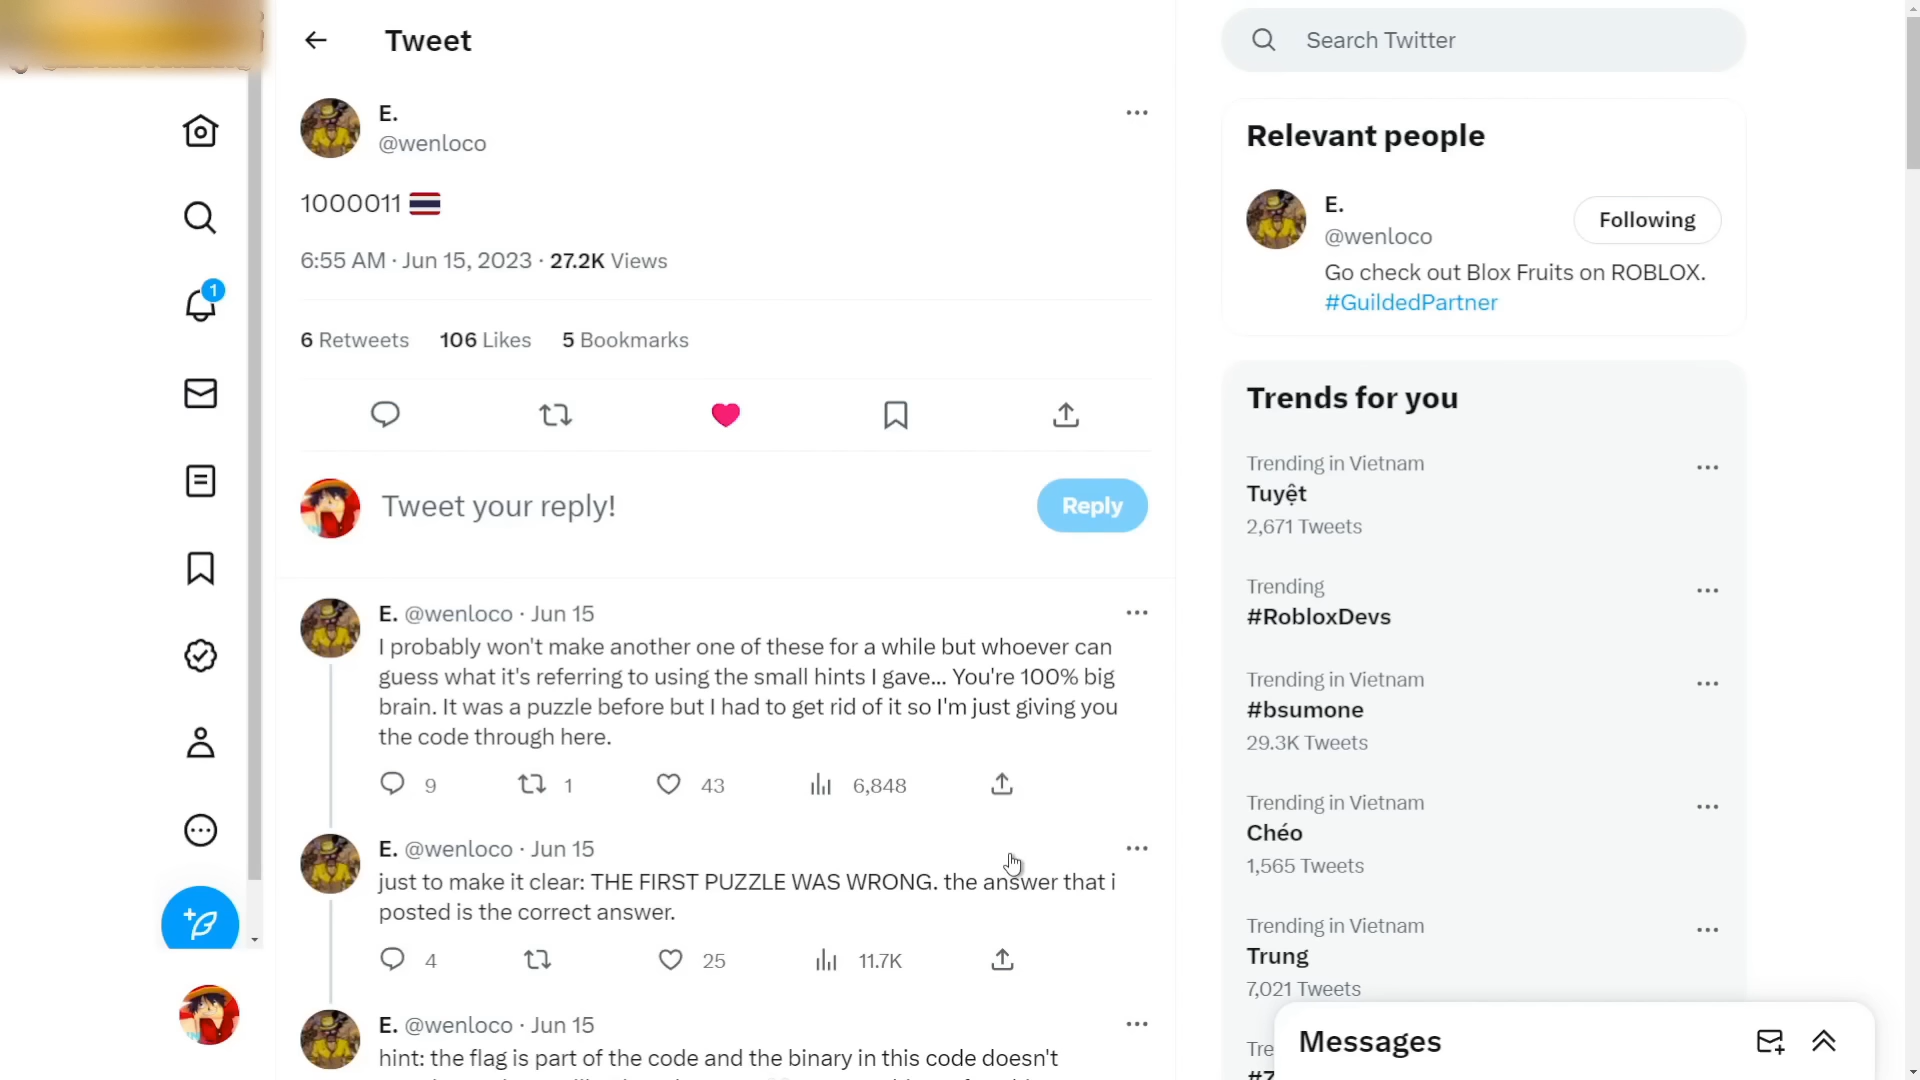 Tweet
E.
@wenloco
1000011 🇹🇭
6:55 AM · Jun 15, 2023 · 27.2K Views
6 Retweets 106 Likes 5 Bookmarks
Tweet your reply!
Reply
E. @wenloco · Jun 15
I probably won't make another one of these for a while but whoever can
guess what it's referring to using the small hints I gave... You're 100% big
brain. It was a puzzle before but I had to get rid of it so I'm just giving you
the code through here.
9 1 43 6,848
E. @wenloco · Jun 15
just to make it clear: THE FIRST PUZZLE WAS WRONG. the answer that i
posted is the correct answer.
4 25 11.7K
E. @wenloco · Jun 15
hint: the flag is part of the code and the binary in this code doesn't
1
Search Twitter
Relevant people
E.
@wenloco
Following
Go check out Blox Fruits on ROBLOX.
#GuildedPartner
Trends for you
Trending in Vietnam
Tuyệt
2,671 Tweets
Trending
#RobloxDevs
Trending in Vietnam
#bsumone
29.3K Tweets
Trending in Vietnam
Chéo
1,565 Tweets
Trending in Vietnam
Trung
7,021 Tweets
Tre
#Z
Messages